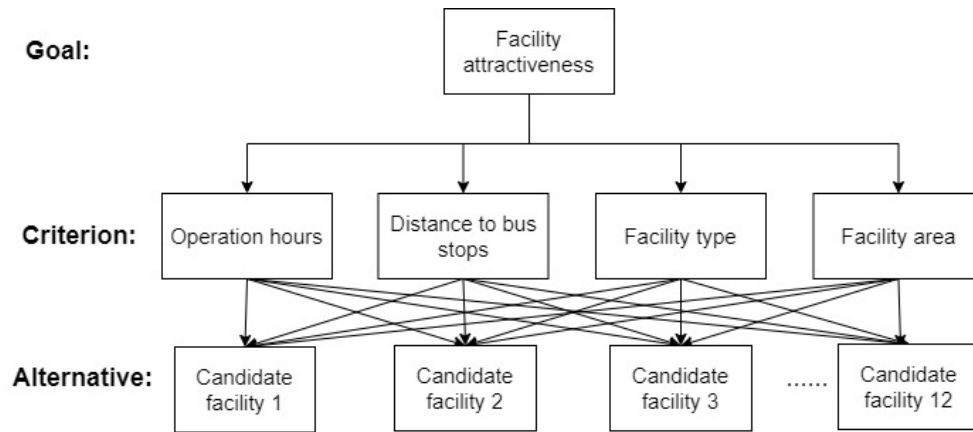 Goal:
Facility
attractiveness
Criterion:
Operation hours
Distance to bus
stops
Facility type
Facility area
Alternative:
Candidate
facility 1
Candidate
facility 2
Candidate
facility 3
......
Candidate
facility 12